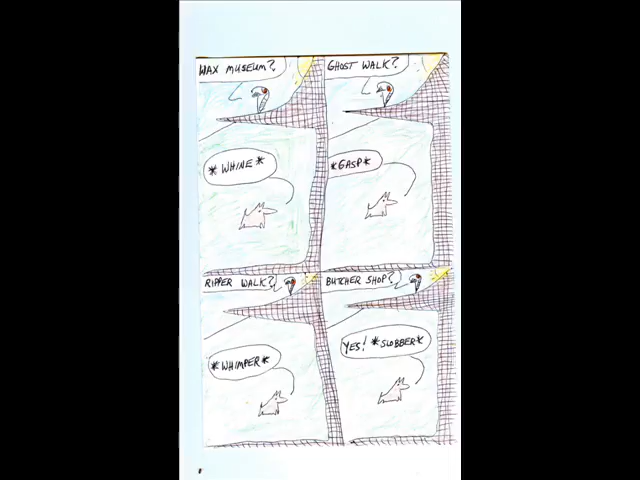 WAX MUSEUM?
*WHINE*
GHOST WALK?
*GASP*
RIPPER WALK?
*WHIMPER*
BUTCHER SHOP?
YES! *SLOBBER*